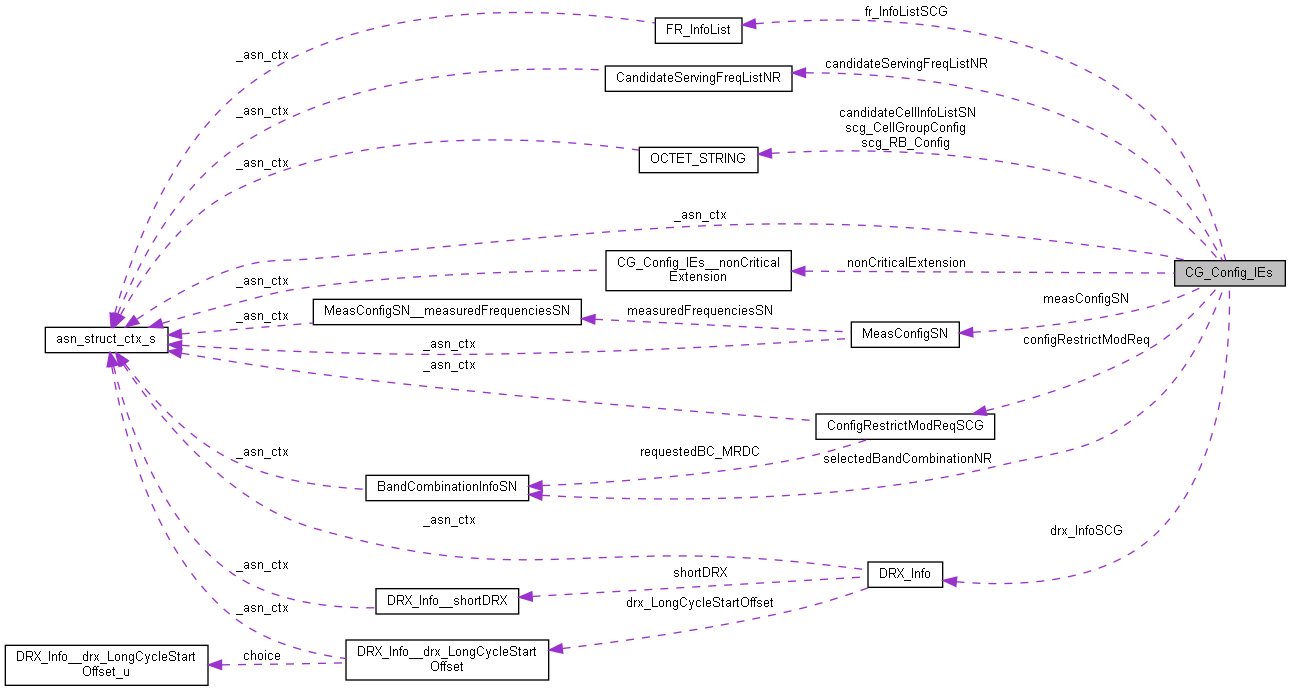 fr_InfoListSCG
FR_InfoList
_asn_ctx
candidateServingFreqListNR
CandidateServingFreqListNR
_asn_ctx
candidateCellInfoListSN
scg_CellGroupConfig
scg_RB_Config
OCTET_STRING
_asn_ctx
_asn_ctx
CG_Config_IEs__nonCritical
Extension
nonCriticalExtension
CG_Config_IEs
_asn_ctx
measConfigSN
MeasConfigSN__measuredFrequenciesSN
measuredFrequenciesSN
_asn_ctx
MeasConfigSN
asn_struct_ctx_s
_asn_ctx
configRestrictModReq
_asn_ctx
ConfigRestrictModReqSCG
requestedBC_MRDC
selectedBandCombinationNR
_asn_ctx
BandCombinationInfoSN
_asn_ctx
drx_InfoSCG
_asn_ctx
shortDRX
DRX_Info
DRX_Info__shortDRX
drx_LongCycleStartOffset
_asn_ctx
DRX_Info__drx_LongCycleStart
Offset_u
choice
DRX_Info__drx_LongCycleStart
Offset